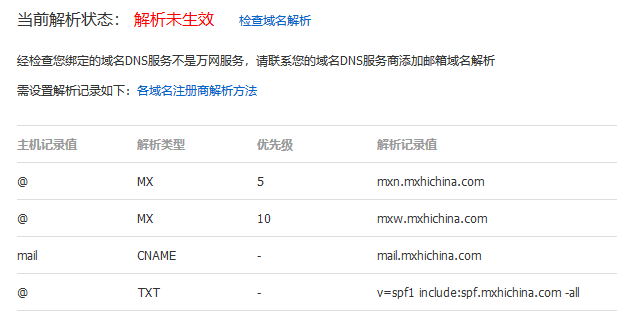 当前解析状态： 解析未生效 检查域名解析
经检查您绑定的域名DNS服务不是万网服务，请联系您的域名DNS服务商添加邮箱域名解析
需设置解析记录如下：各域名注册商解析方法
主机记录值 解析类型 优先级 解析记录值
@ MX 5 mxn.mxhichina.com
@ MX 10 mxw.mxhichina.com
mail CNAME - mail.mxhichina.com
@ TXT - v=spf1 include:spf.mxhichina.com -all